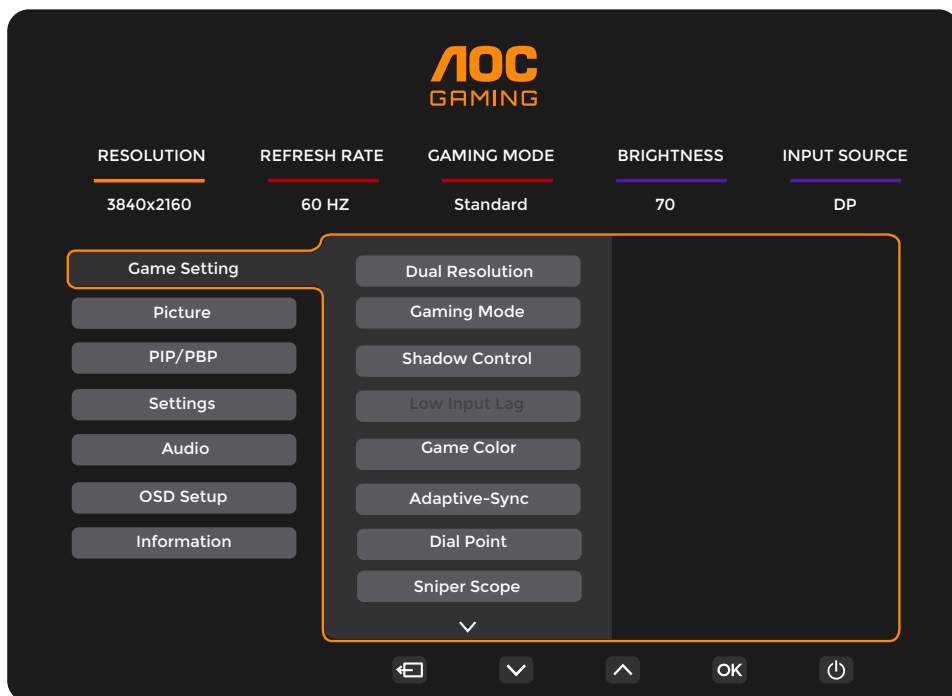 AOC
GAMING
RESOLUTION REFRESH RATE GAMING MODE BRIGHTNESS INPUT SOURCE
3840x2160 60 HZ Standard 70 DP
Game Setting
Picture
PIP/PBP
Settings
Audio
OSD Setup
Information
Dual Resolution
Gaming Mode
Shadow Control
Low Input Lag
Game Color
Adaptive-Sync
Dial Point
Sniper Scope
OK